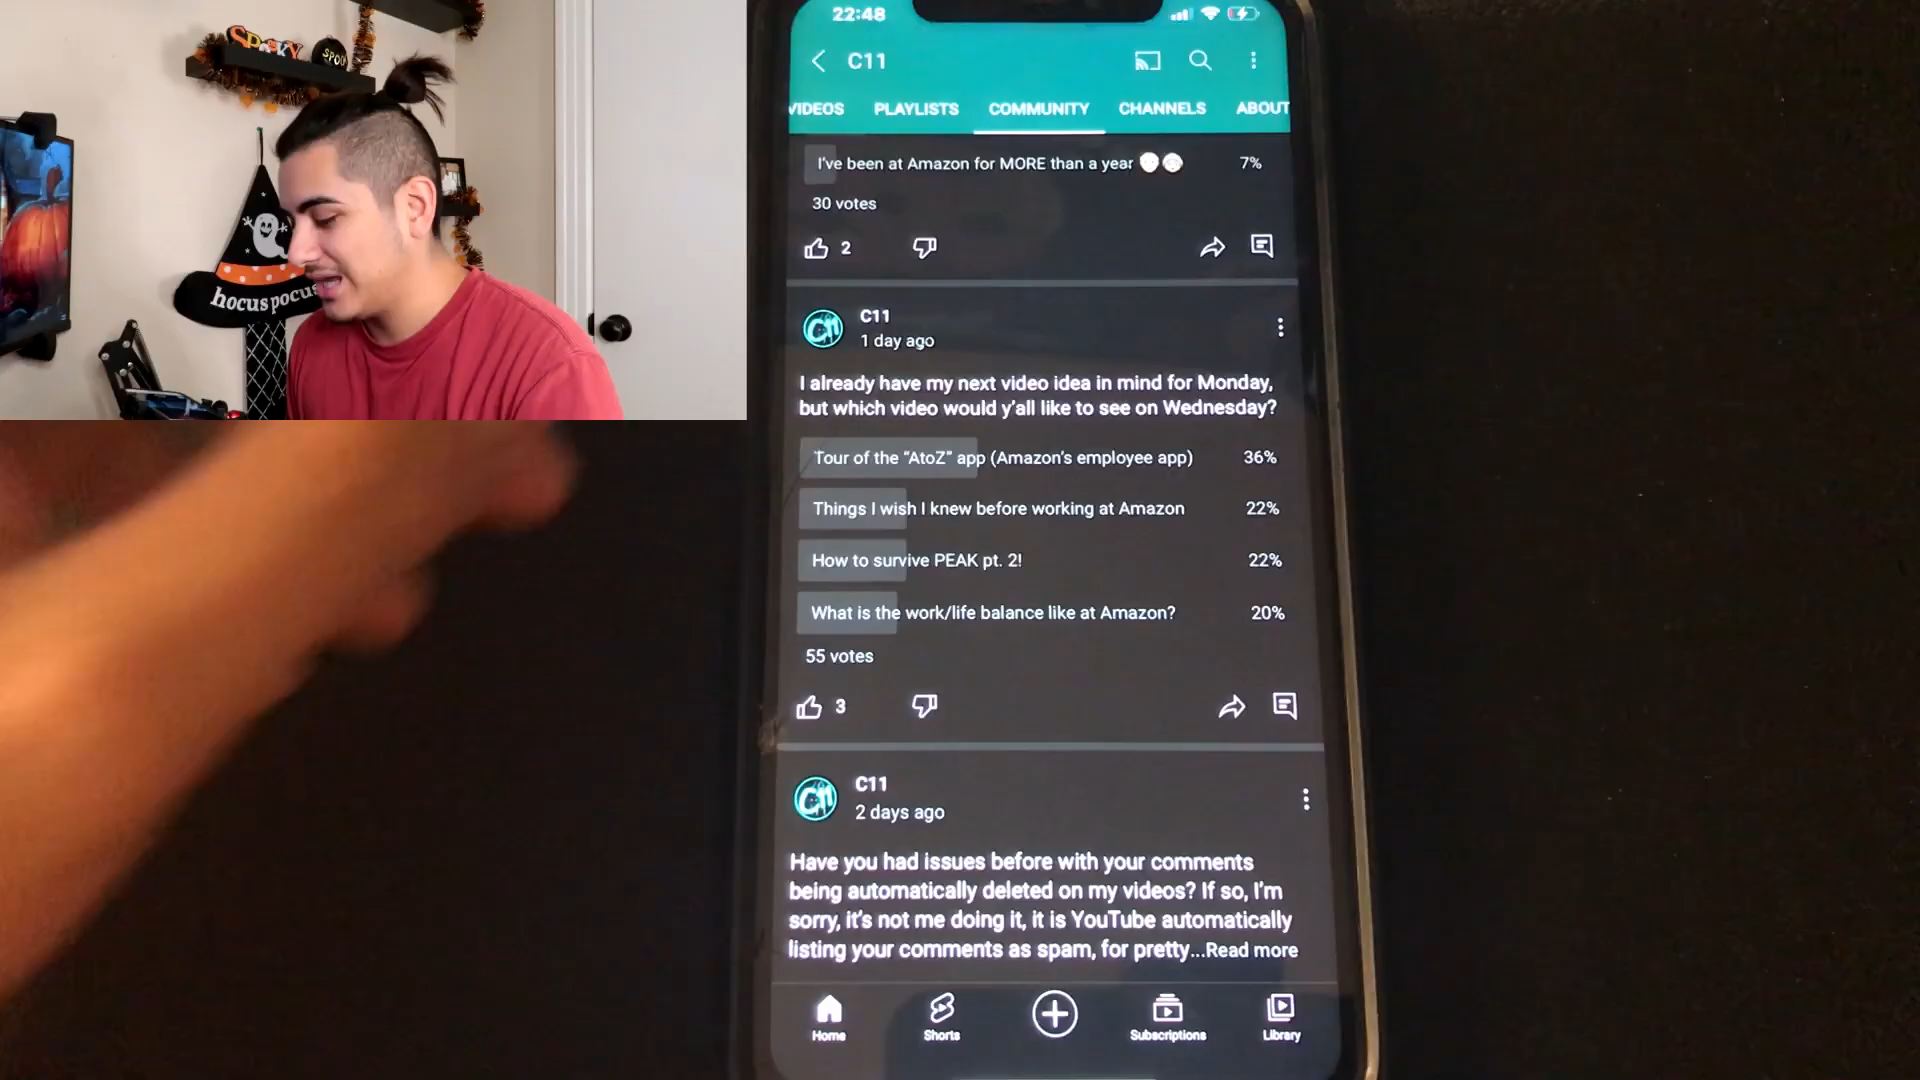 SPOOKY
SPOO
hocus pocus
22:48
C11
VIDEOS PLAYLISTS COMMUNITY CHANNELS ABOUT
I've been at Amazon for MORE than a year 7%
30 votes
2
C11
1 day ago
I already have my next video idea in mind for Monday,
but which video would y'all like to see on Wednesday?
Tour of the “AtoZ” app (Amazon's employee app) 36%
Things I wish I knew before working at Amazon 22%
How to survive PEAK pt. 2! 22%
What is the work/life balance like at Amazon? 20%
55 votes
3
C11
C11
2 days ago
Have you had issues before with your comments
being automatically deleted on my videos? If so, I'm
sorry, it's not me doing it, it is YouTube automatically
listing your comments as spam, for pretty...Read more
Home Shorts Subscriptions Library